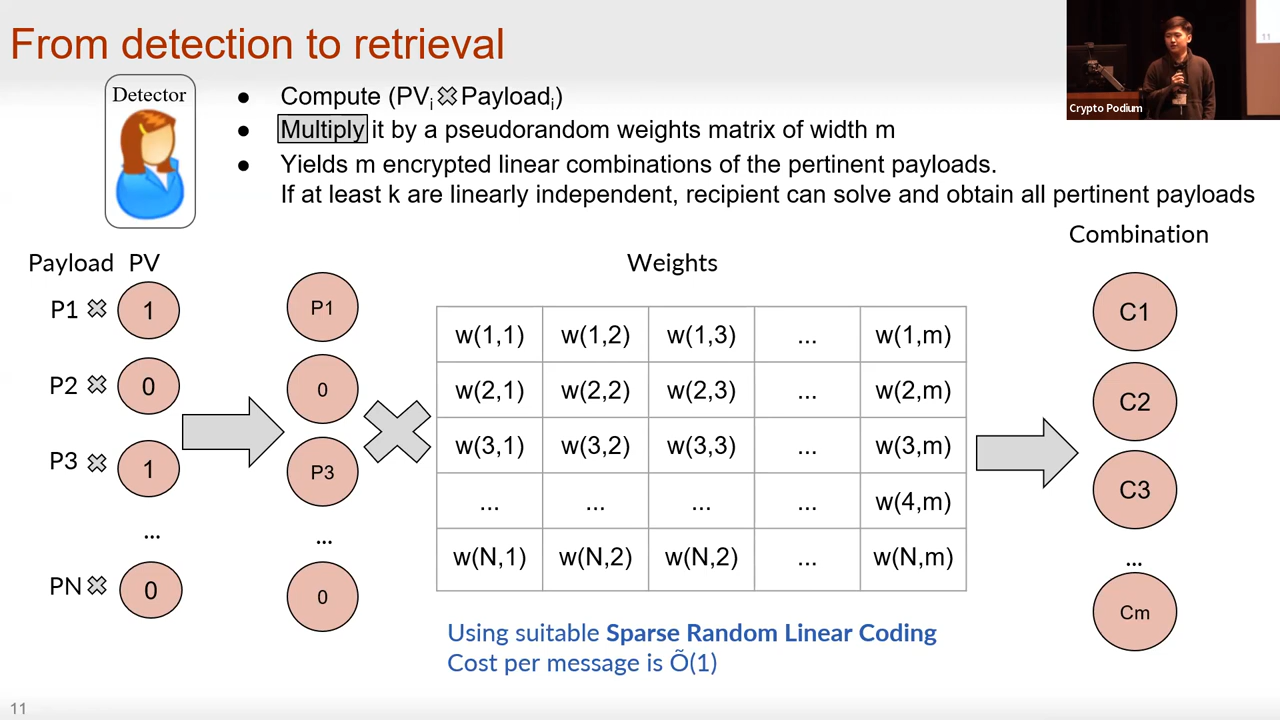 From detection to retrieval
11
Crypto Podium
Detector
● Compute (PVi✖Payloadi)
● Multiply it by a pseudorandom weights matrix of width m
● Yields m encrypted linear combinations of the pertinent payloads.
If at least k are linearly independent, recipient can solve and obtain all pertinent payloads
Combination
Payload PV
Weights
P1 ✖ 1
P1
w(1,1) w(1,2) w(1,3) ... w(1,m)
C1
P2 ✖ 0
0
w(2,1) w(2,2) w(2,3) ... w(2,m)
C2
P3 ✖ 1
P3
w(3,1) w(3,2) w(3,3) ... w(3,m)
C3
... ... ... ... w(4,m)
...
...
...
PN ✖ 0
0
w(N,1) w(N,2) w(N,2) ... w(N,m)
Cm
Using suitable Sparse Random Linear Coding
Cost per message is Õ(1)
11